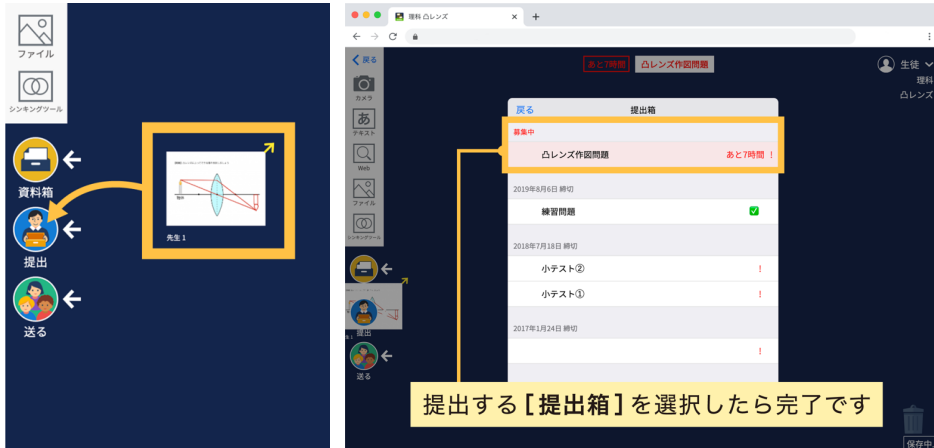 ファイル
シンキングツール
資料箱
提出
送る
先生 1
理科 凸レンズ
戻る
あと7時間
凸レンズ作図問題
生徒
理科
凸レンズ
カメラ
あ
テキスト
Web
ファイル
シンキングツール
提出
送る
戻る
提出箱
募集中
凸レンズ作図問題
あと7時間
2019年8月6日 締切
練習問題
2018年7月18日 締切
小テスト②
小テスト①
2017年1月24日 締切
提出する[提出箱]を選択したら完了です
保存中